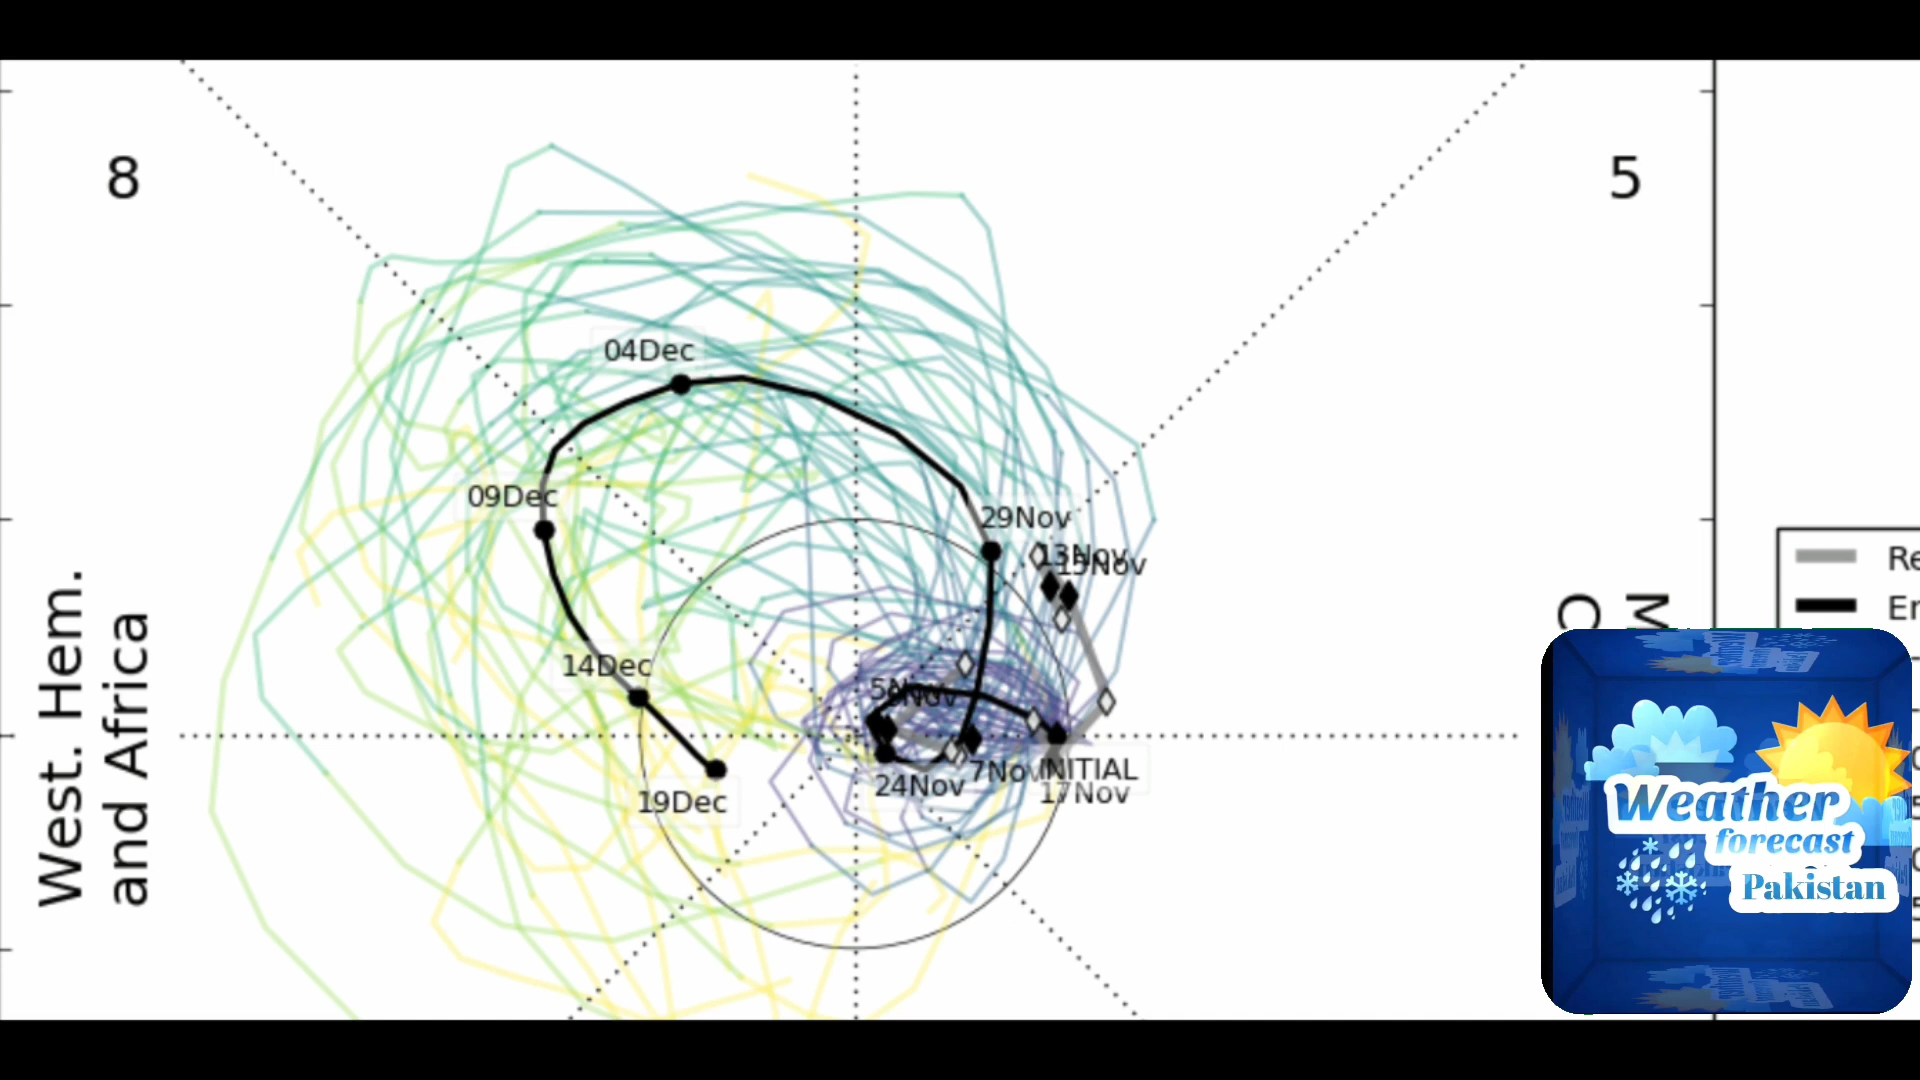 8
5
04Dec
09Dec
29Nov
13Nov
15Nov
14Dec
5Nov
24Nov
7Nov
INITIAL
17Nov
19Dec
West. Hem.
and Africa
M
C
Re
Weather
forecast
Pakistan